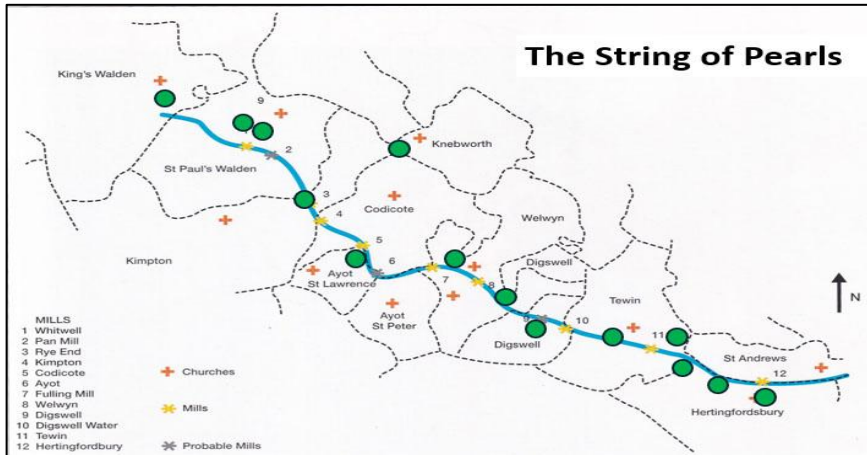 The String of Pearls
King's Walden
9
2
St Paul's Walden
Knebworth
3
4
Codicote
5
6
Kimpton
Ayot
St Lawrence
Welwyn
Digswell
7
8
Ayot
St Peter
Tewin
9
10
Digswell
11
N
St Andrews
12
Hertingfordsbury
MILLS
1 Whitwell
2 Pan Mill
3 Rye End
4 Kimpton
5 Codicote
6 Ayot
7 Fulling Mill
8 Welwyn
9 Digswell
10 Digswell Water
11 Tewin
12 Hertingfordbury
Churches
Mills
Probable Mills